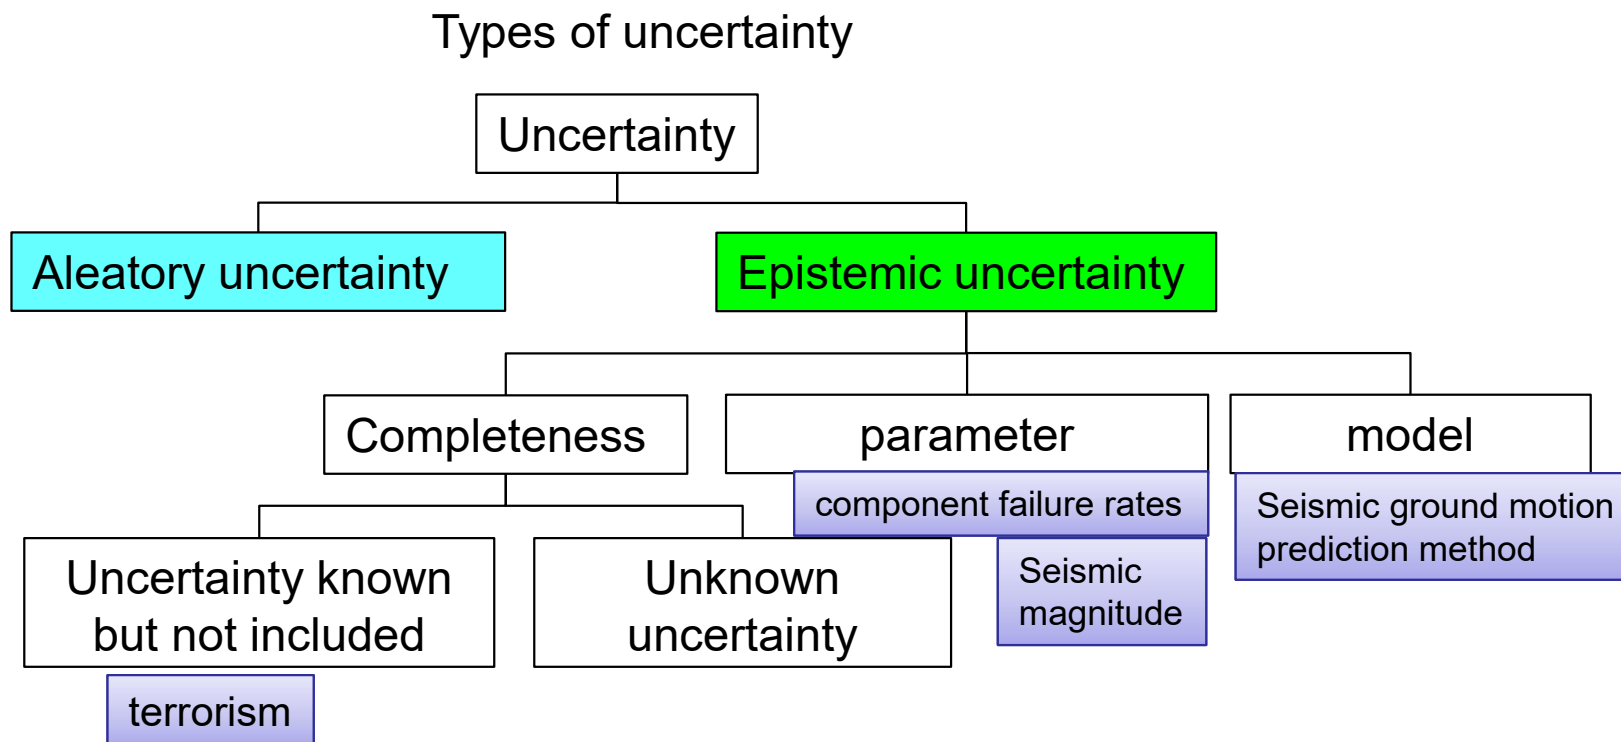 Types of uncertainty
Uncertainty
Aleatory uncertainty
Epistemic uncertainty
Completeness
parameter
model
component failure rates
Seismic ground motion
prediction method
Uncertainty known
but not included
Unknown
uncertainty
Seismic
magnitude
terrorism